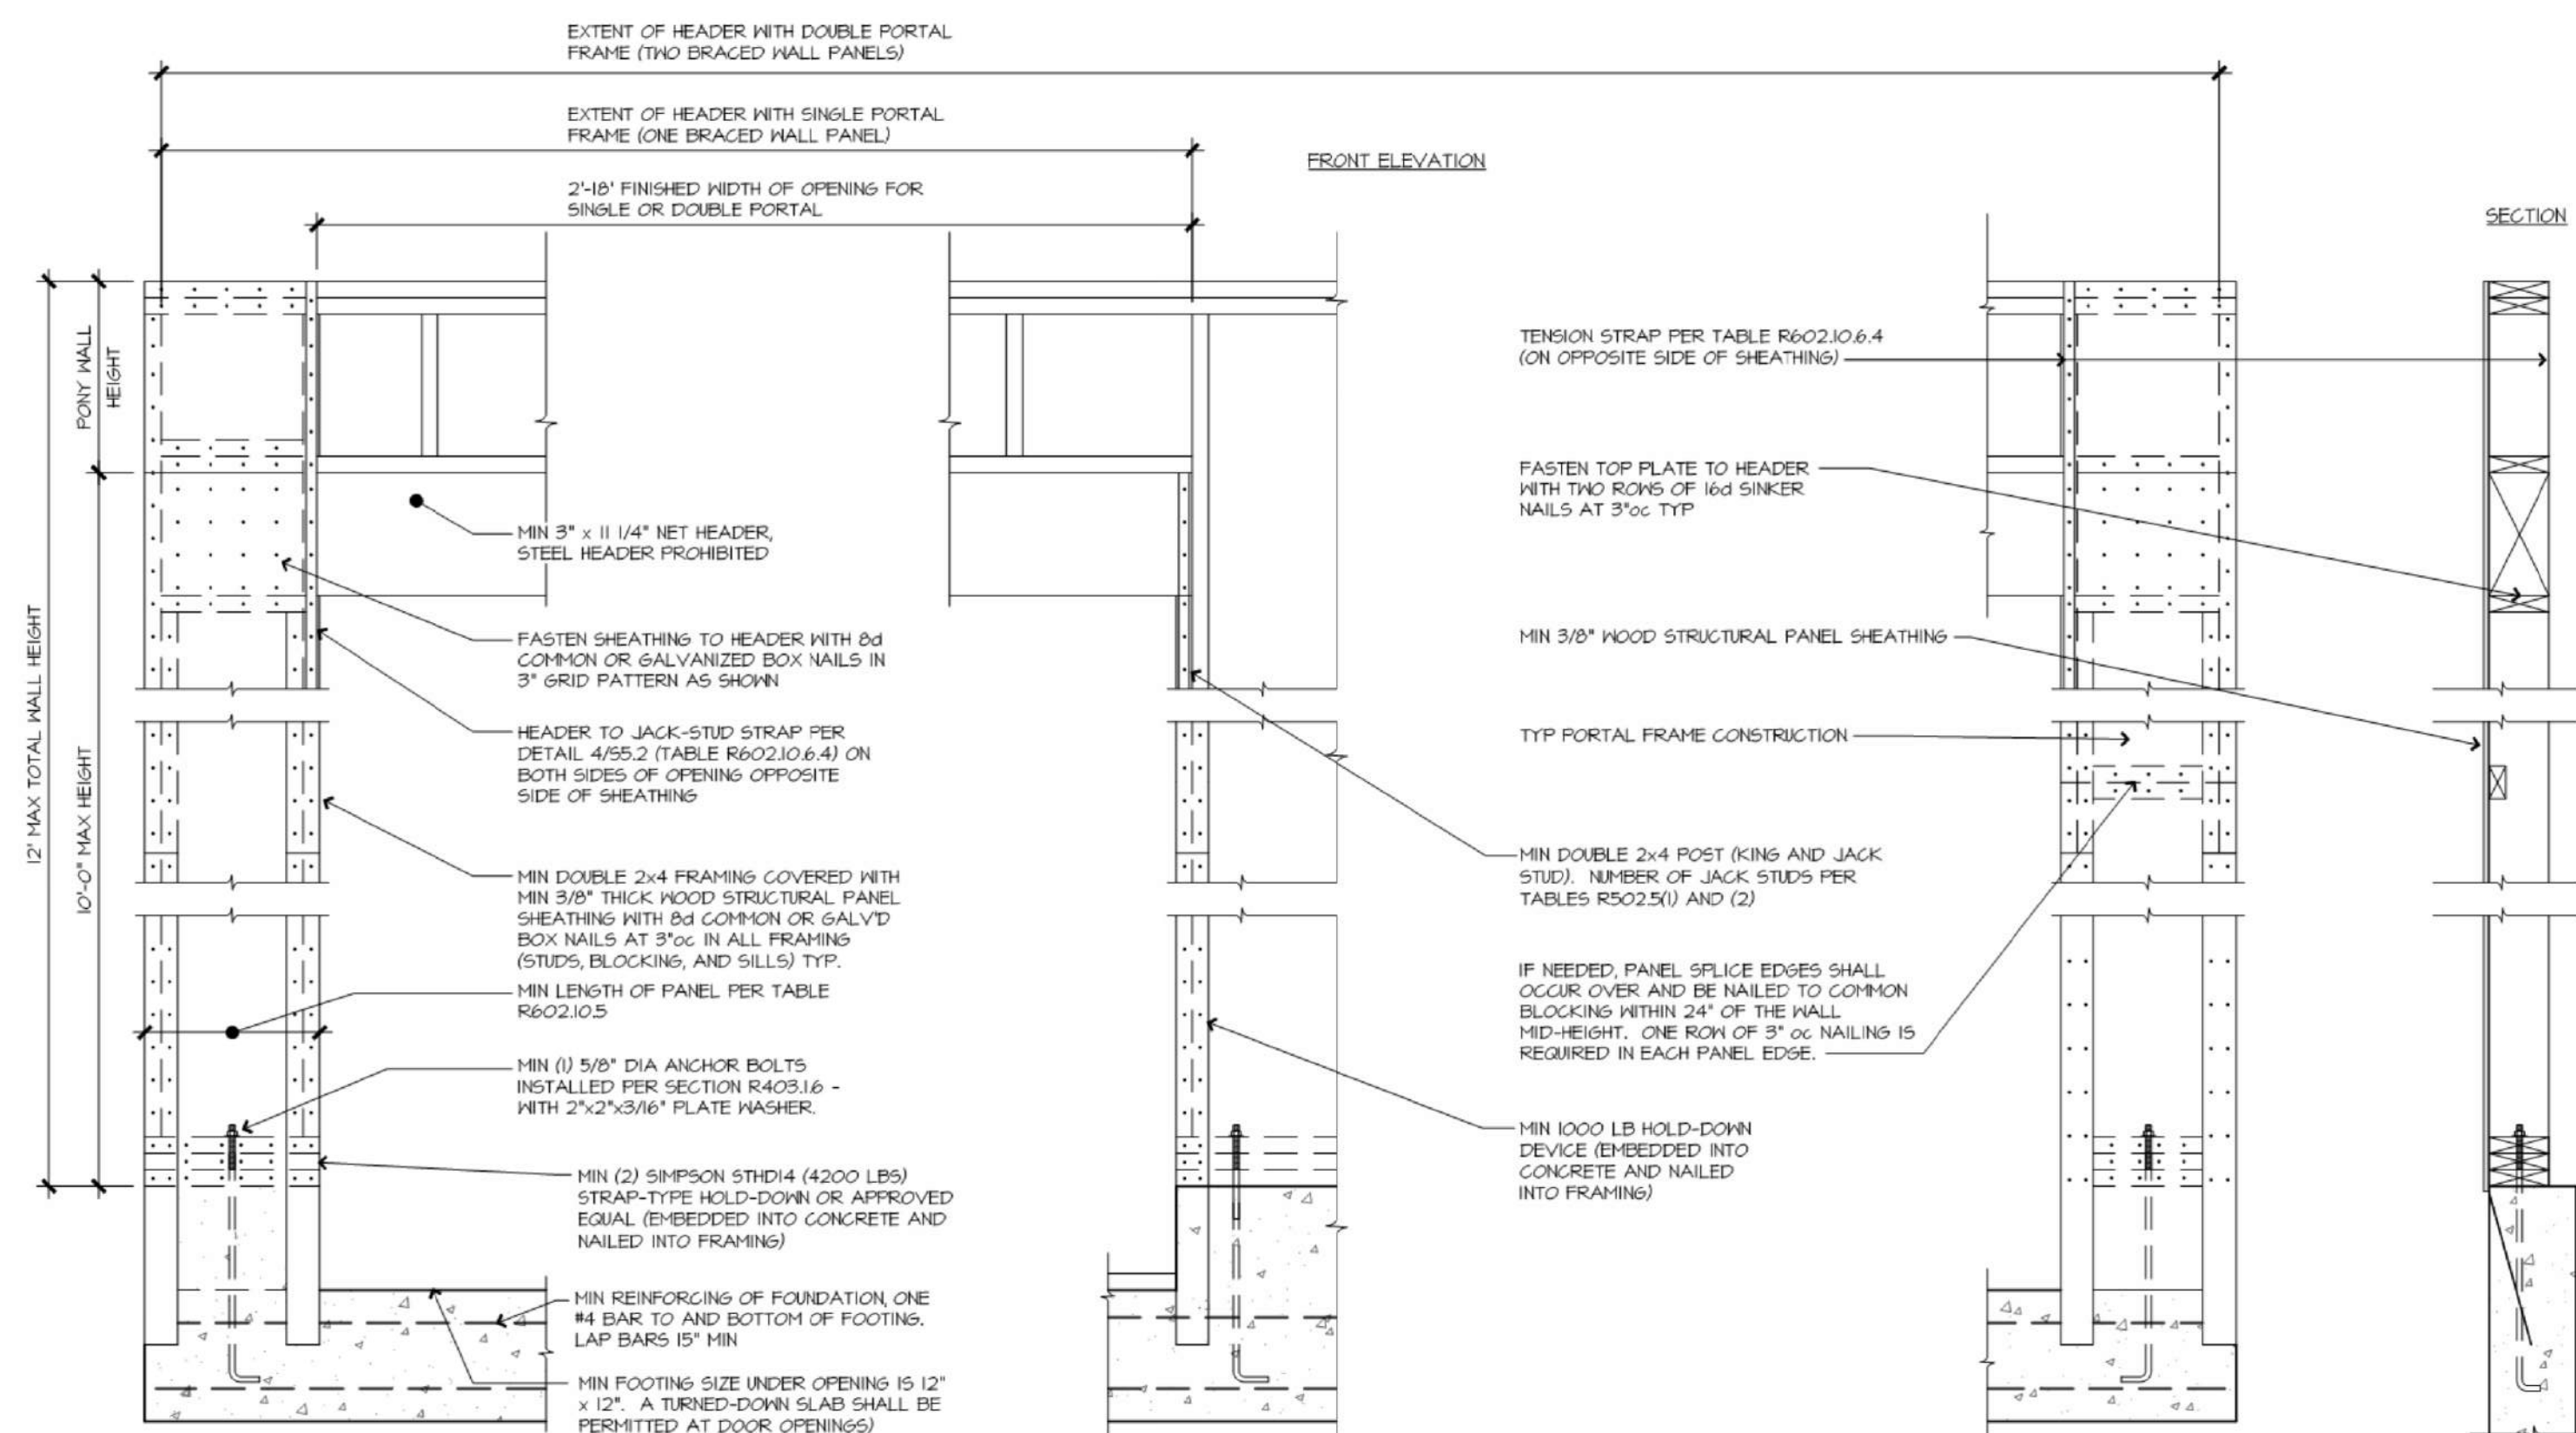 EXTENT OF HEADER WITH DOUBLE PORTAL
FRAME (TWO BRACED WALL PANELS)
EXTENT OF HEADER WITH SINGLE PORTAL
FRAME (ONE BRACED WALL PANEL)
2'-18' FINISHED WIDTH OF OPENING FOR
SINGLE OR DOUBLE PORTAL
FRONT ELEVATION
SECTION
12' MAX TOTAL WALL HEIGHT
PONY WALL
HEIGHT
10'-0" MAX HEIGHT
MIN 3" x 11 1/4" NET HEADER,
STEEL HEADER PROHIBITED
FASTEN SHEATHING TO HEADER WITH 8d
COMMON OR GALVANIZED BOX NAILS IN
3" GRID PATTERN AS SHOWN
HEADER TO JACK-STUD STRAP PER
DETAIL 4/S5.2 (TABLE R602.10.6.4) ON
BOTH SIDES OF OPENING OPPOSITE
SIDE OF SHEATHING
MIN DOUBLE 2x4 FRAMING COVERED WITH
MIN 3/8" THICK WOOD STRUCTURAL PANEL
SHEATHING WITH 8d COMMON OR GALV'D
BOX NAILS AT 3"oc IN ALL FRAMING
(STUDS, BLOCKING, AND SILLS) TYP.
MIN LENGTH OF PANEL PER TABLE
R602.10.5
MIN (1) 5/8" DIA ANCHOR BOLTS
INSTALLED PER SECTION R403.1.6 -
WITH 2"x2"x3/16" PLATE WASHER.
MIN (2) SIMPSON STHD14 (4200 LBS)
STRAP-TYPE HOLD-DOWN OR APPROVED
EQUAL (EMBEDDED INTO CONCRETE AND
NAILED INTO FRAMING)
MIN REINFORCING OF FOUNDATION, ONE
#4 BAR TO AND BOTTOM OF FOOTING.
LAP BARS 15" MIN
MIN FOOTING SIZE UNDER OPENING IS 12"
x 12". A TURNED-DOWN SLAB SHALL BE
PERMITTED AT DOOR OPENINGS)
TENSION STRAP PER TABLE R602.10.6.4
(ON OPPOSITE SIDE OF SHEATHING)
FASTEN TOP PLATE TO HEADER
WITH TWO ROWS OF 16d SINKER
NAILS AT 3"oc TYP
MIN 3/8" WOOD STRUCTURAL PANEL SHEATHING
TYP PORTAL FRAME CONSTRUCTION
MIN DOUBLE 2x4 POST (KING AND JACK
STUD). NUMBER OF JACK STUDS PER
TABLES R502.5(1) AND (2)
IF NEEDED, PANEL SPLICE EDGES SHALL
OCCUR OVER AND BE NAILED TO COMMON
BLOCKING WITHIN 24" OF THE WALL
MID-HEIGHT. ONE ROW OF 3" oc NAILING IS
REQUIRED IN EACH PANEL EDGE.
MIN 1000 LB HOLD-DOWN
DEVICE (EMBEDDED INTO
CONCRETE AND NAILED
INTO FRAMING)